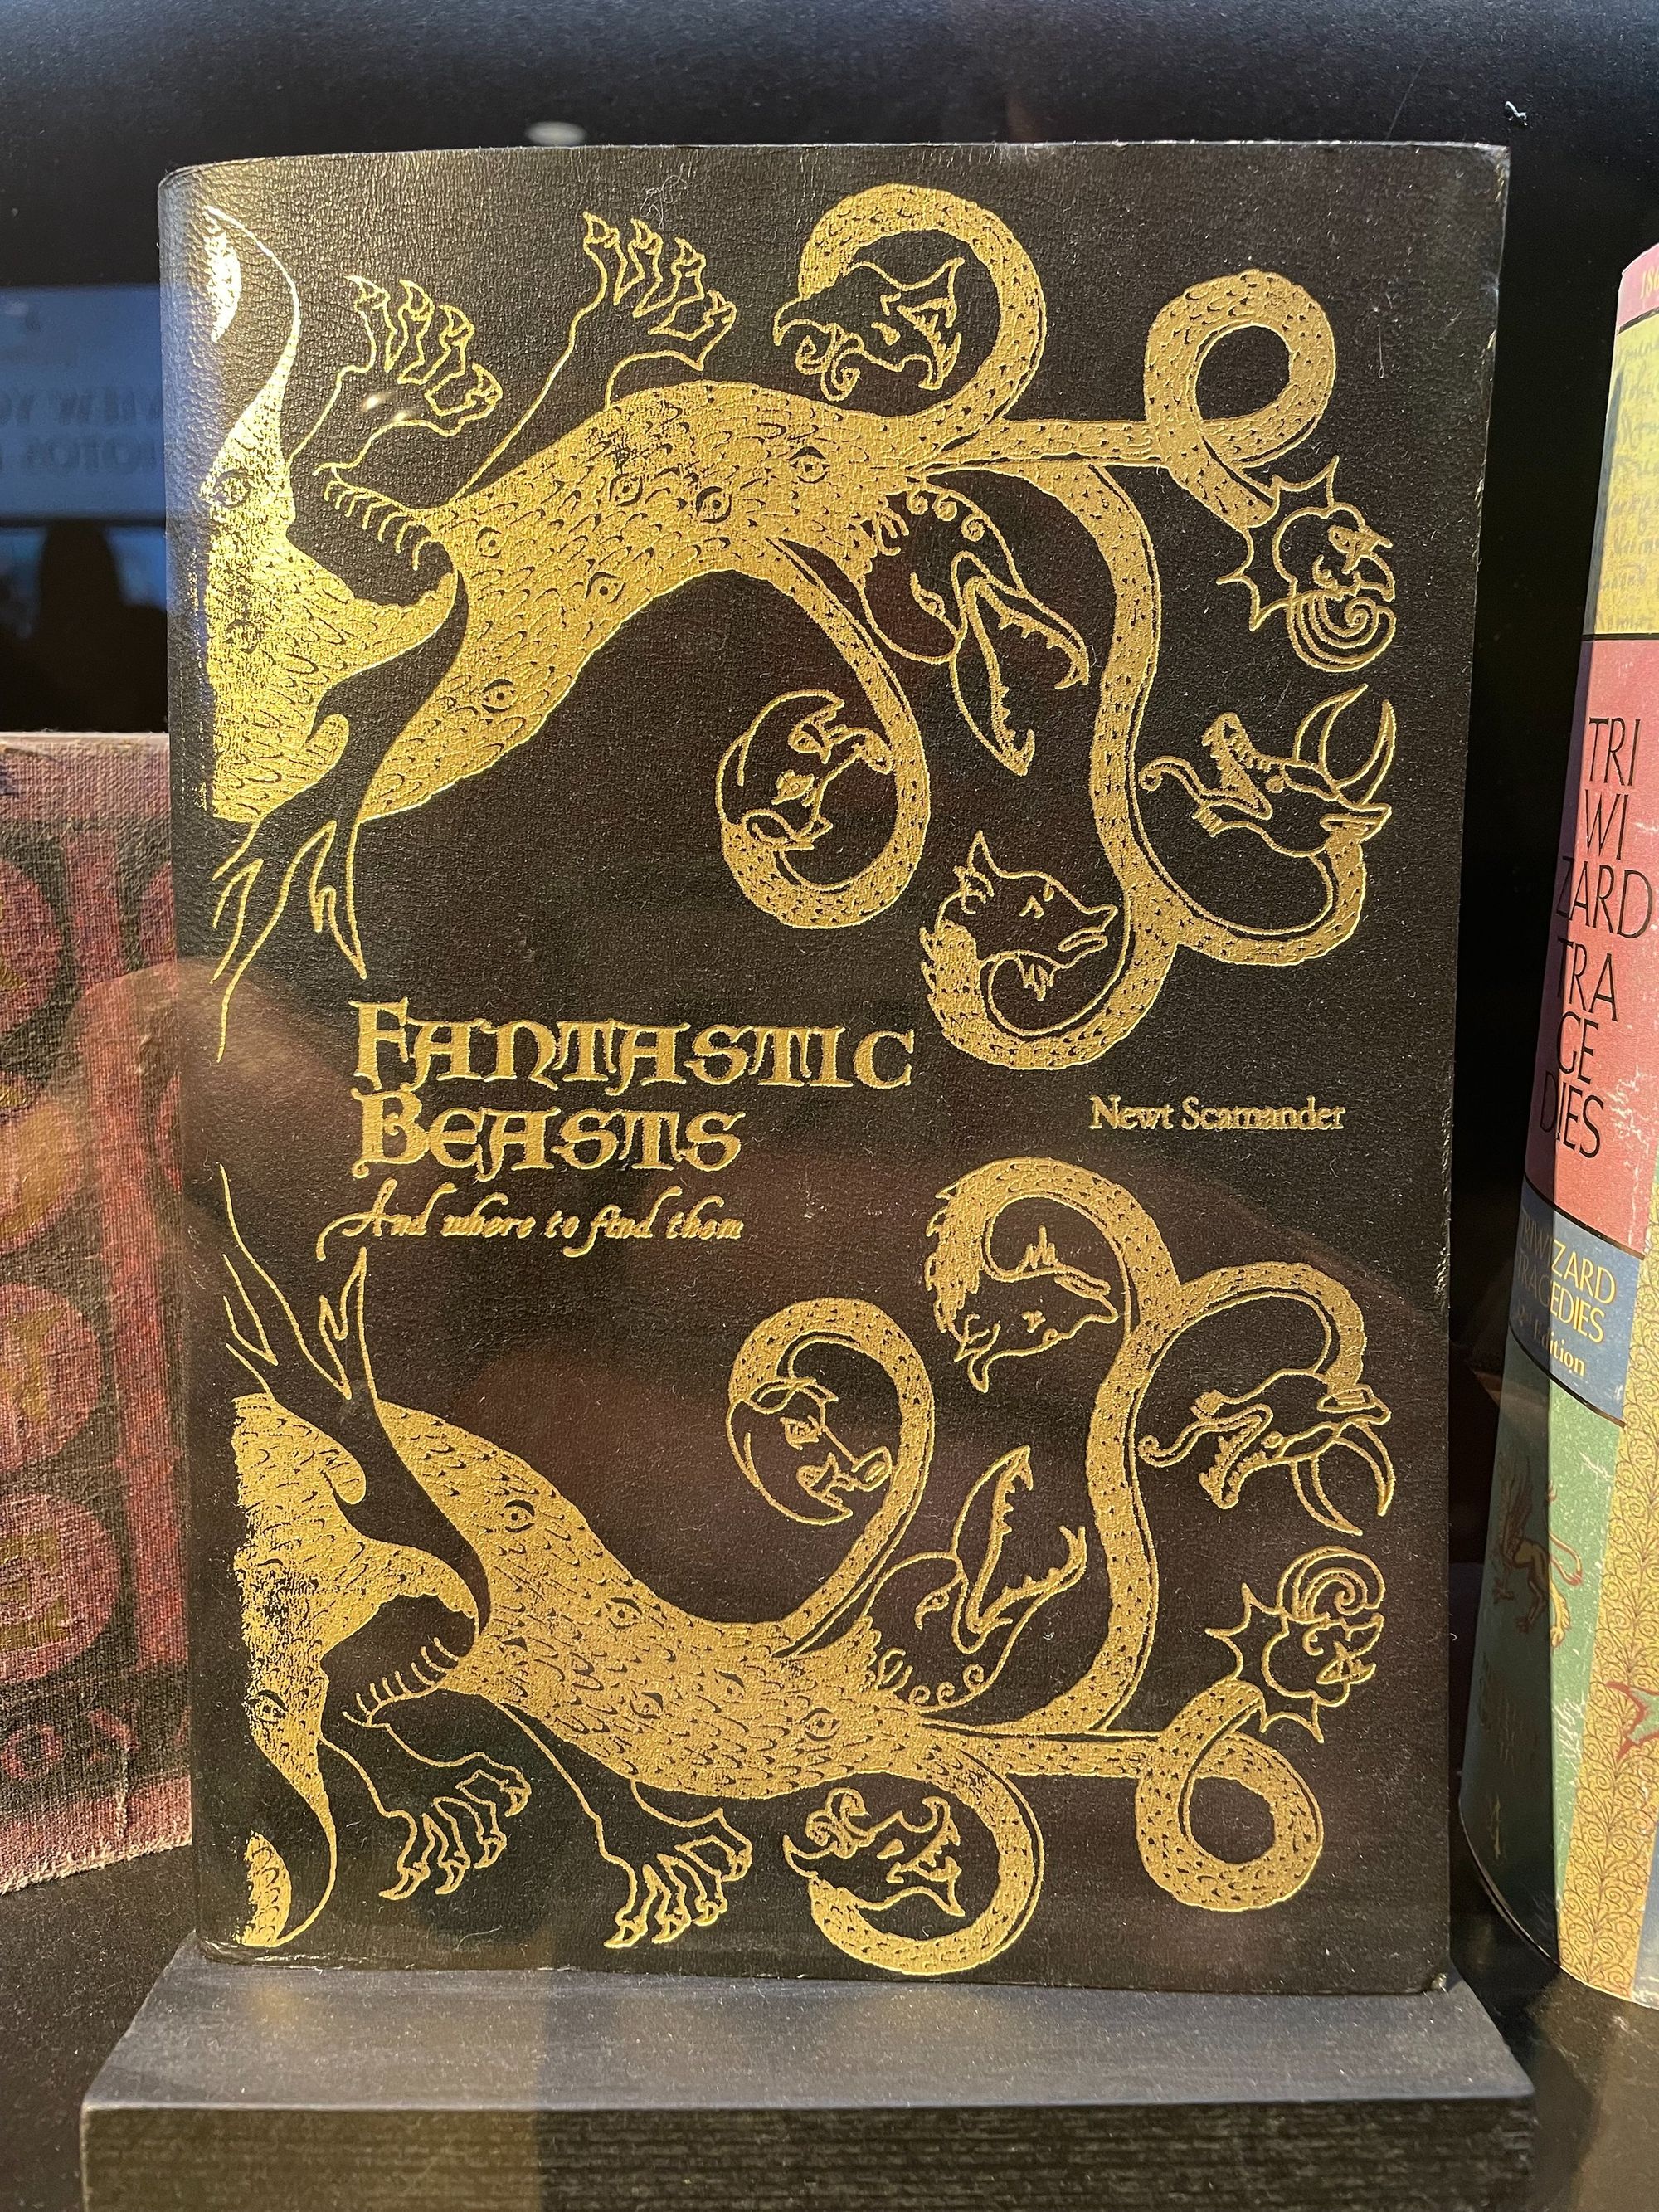 FANTASTIC
BEASTS
And where to find them
Newt Scamander
TRI
WI
ZARD
TRA
GE
DIES
TRIWIZARD
TRAGEDIES
Edition